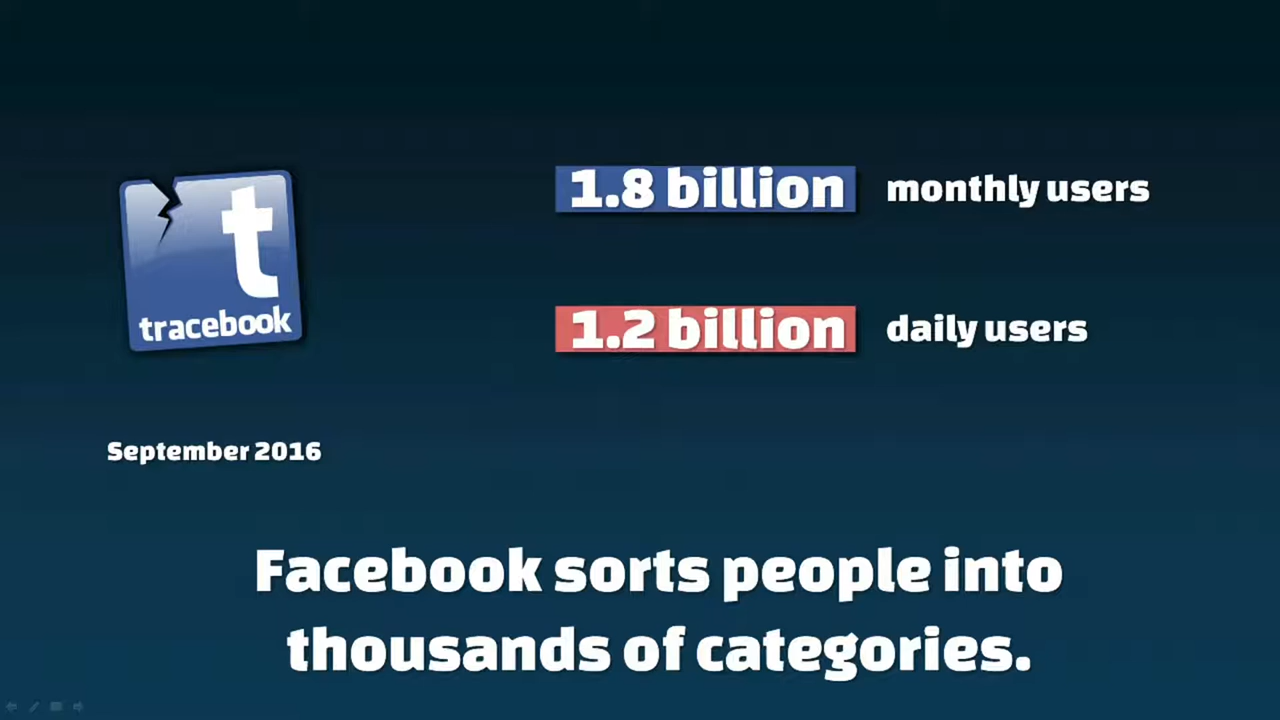 t
tracebook
1.8 billion monthly users
1.2 billion daily users
September 2016
Facebook sorts people into
thousands of categories.